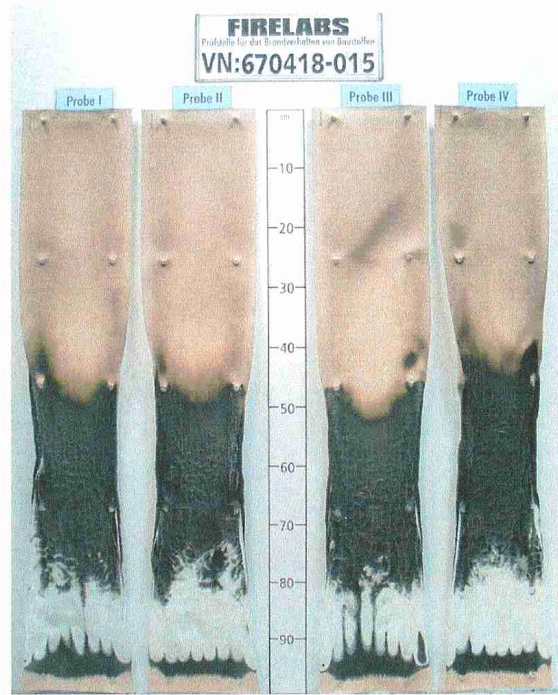 FIRELABS
Prüfstelle für das Brandverhalten von Baustoffen
VN:670418-015
Probe I
Probe II
Probe III
Probe IV
cm
10
20
30
40
50
60
70
80
90